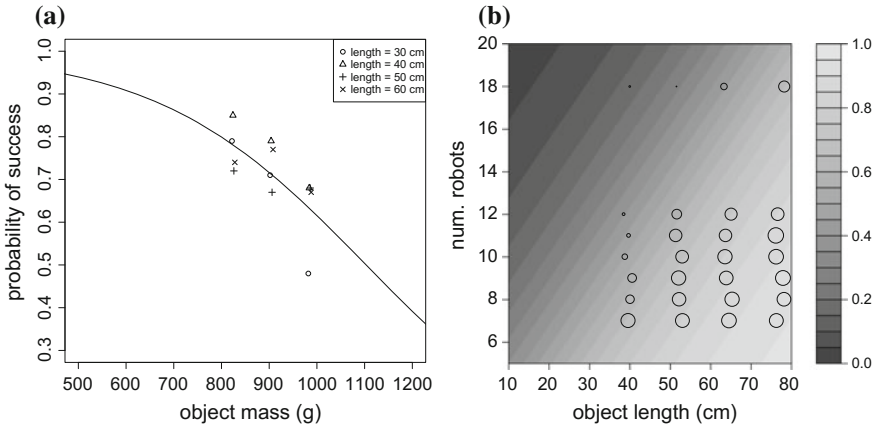 (a)
length = 30 cm
length = 40 cm
length = 50 cm
length = 60 cm
probability of success
1.0
0.9
0.8
0.7
0.6
0.5
0.4
0.3
500 600 700 800 900 1000 1100 1200
object mass (g)
(b)
num. robots
20
18
16
14
12
10
8
6
10 20 30 40 50 60 70 80
object length (cm)
1.0
0.8
0.6
0.4
0.2
0.0